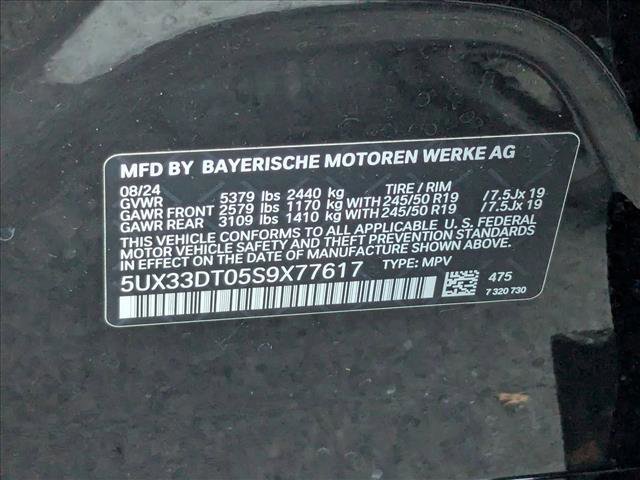 MFD BY BAYERISCHE MOTOREN WERKE AG
08/24 TIRE / RIM
GVWR 5379 lbs 2440 kg
GAWR FRONT 2579 lbs 1170 kg WITH 245/50 R19 /7.5Jx 19
GAWR REAR 3109 lbs 1410 kg WITH 245/50 R19 /7.5Jx 19
THIS VEHICLE CONFORMS TO ALL APPLICABLE U.S. FEDERAL
MOTOR VEHICLE SAFETY AND THEFT PREVENTION STANDARDS
IN EFFECT ON THE DATE OF MANUFACTURE SHOWN ABOVE.
5UX33DT05S9X77617 TYPE: MPV
475
7 320 730